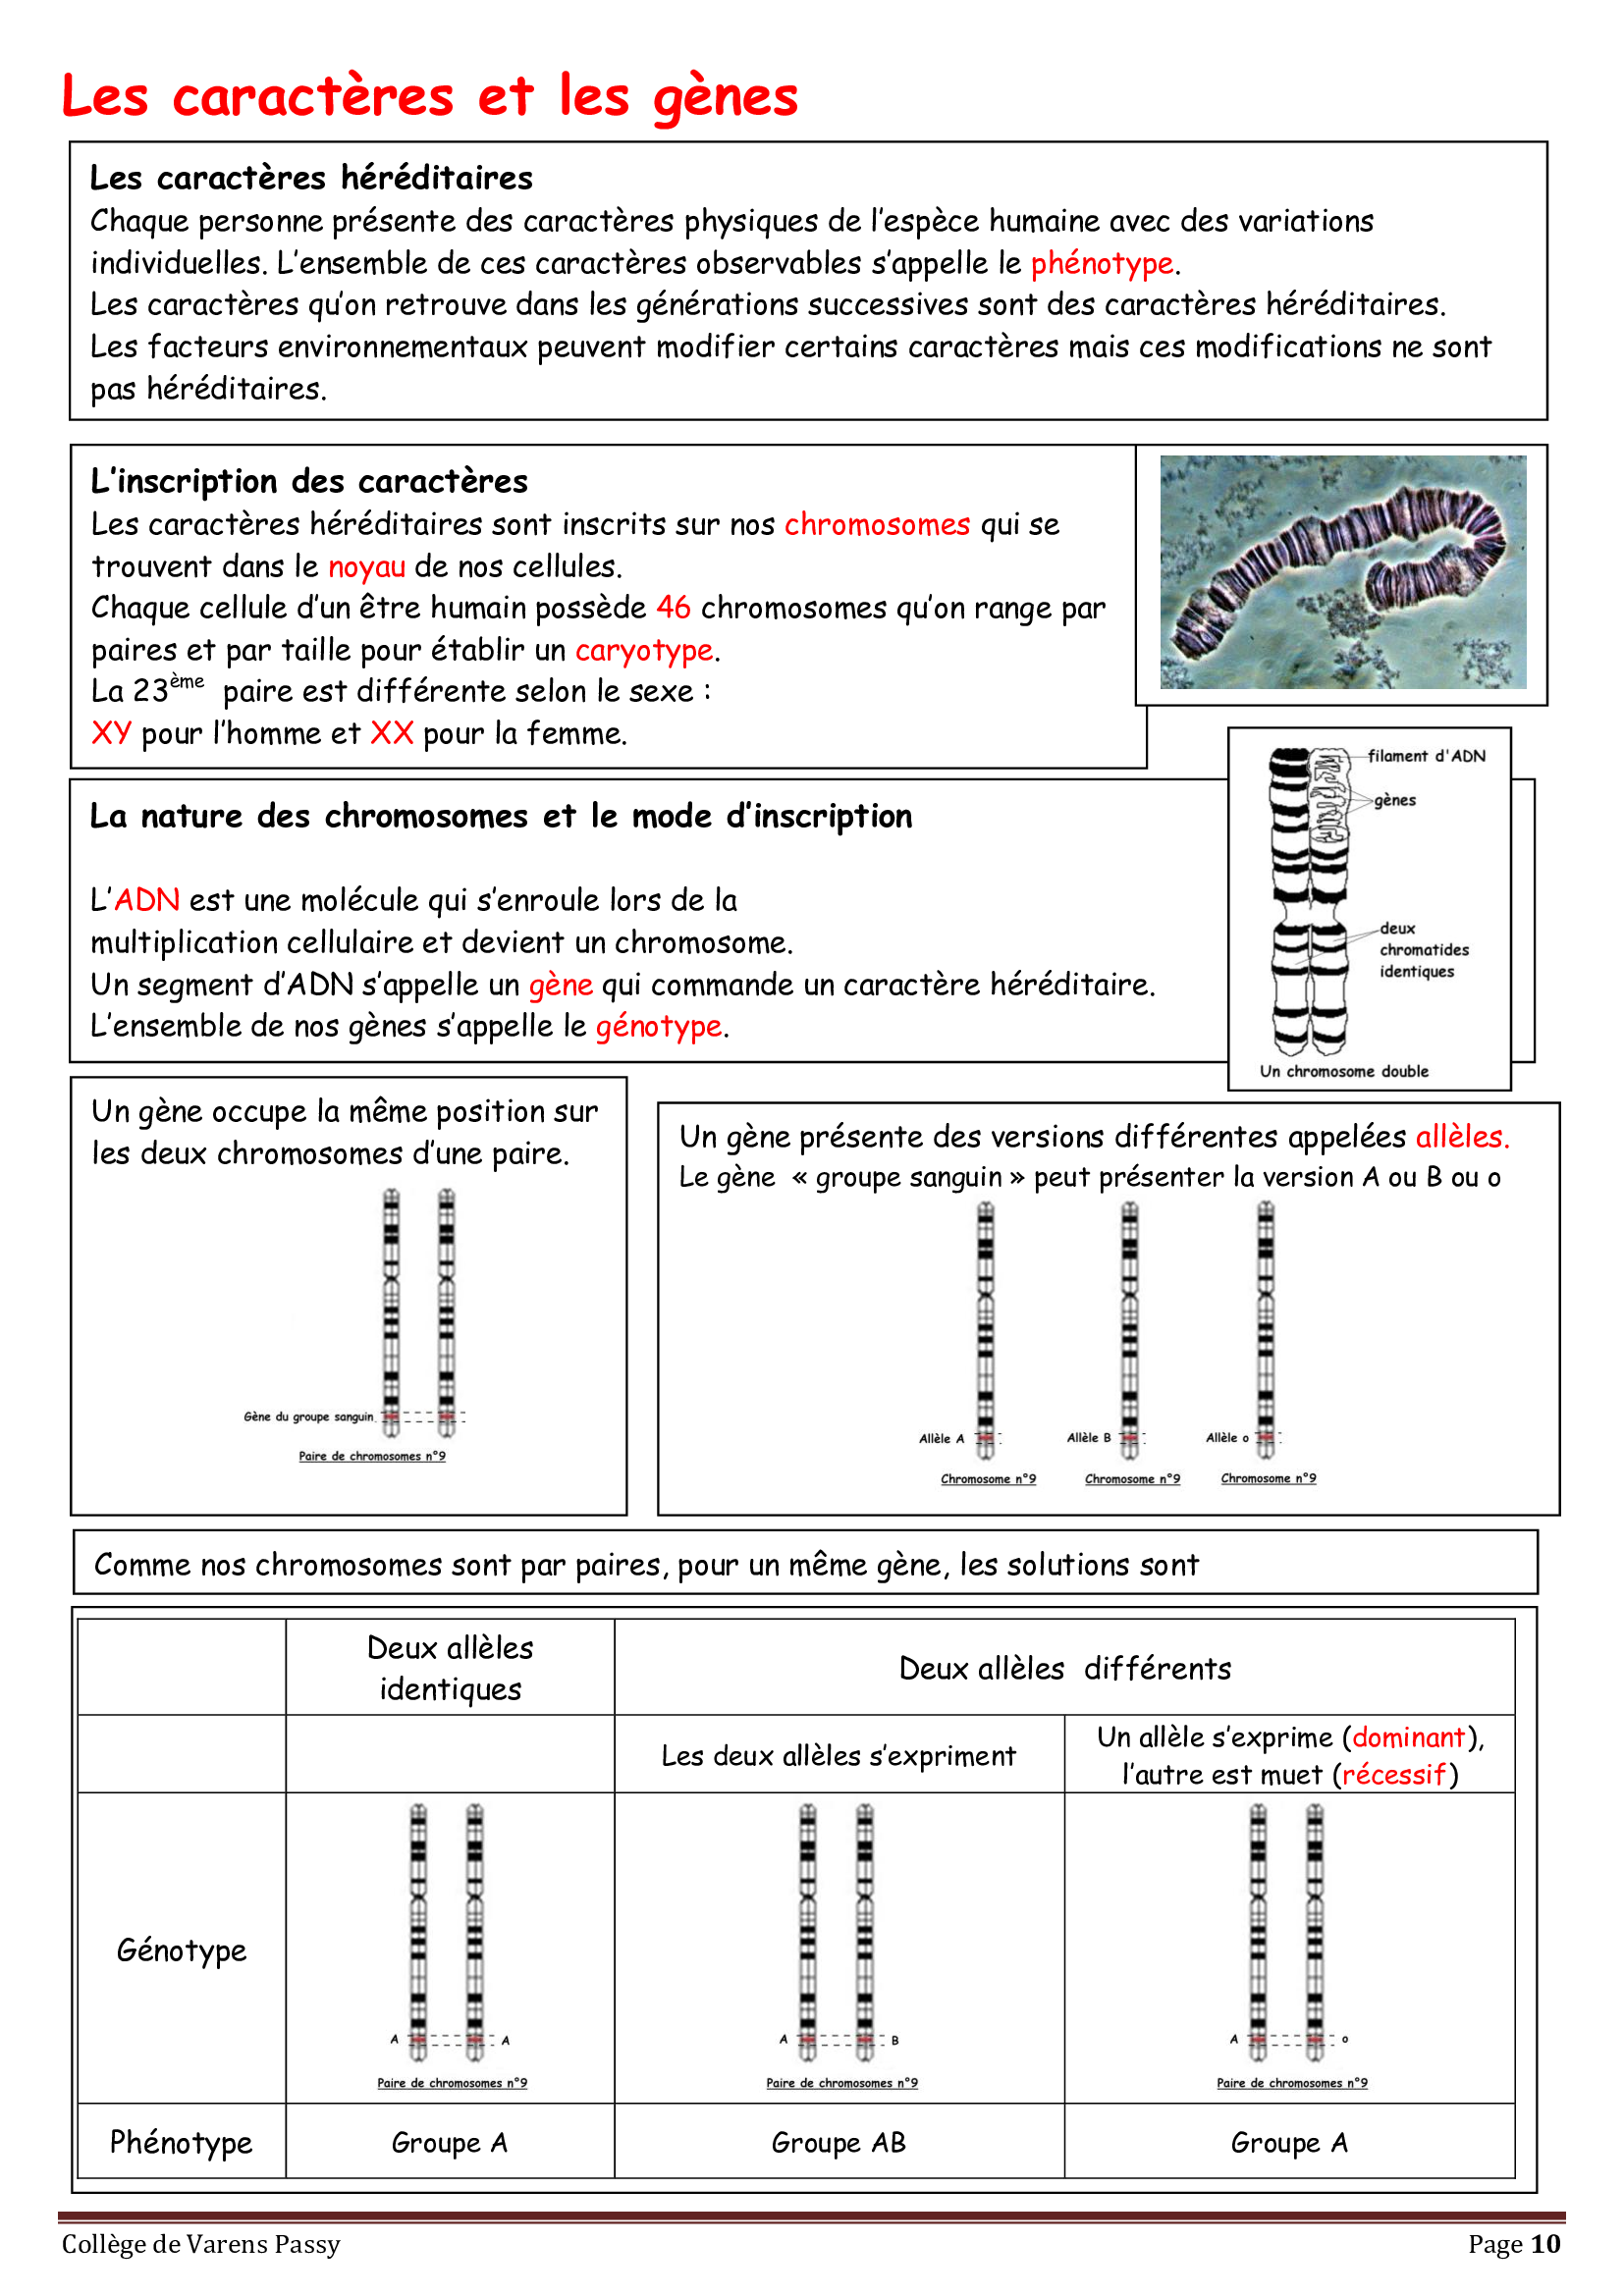 Les caractères et les gènes
Les caractères héréditaires
Chaque personne présente des caractères physiques de l’espèce humaine avec des variations
individuelles. L’ensemble de ces caractères observables s’appelle le phénotype.
Les caractères qu’on retrouve dans les générations successives sont des caractères héréditaires.
Les facteurs environnementaux peuvent modifier certains caractères mais ces modifications ne sont
pas héréditaires.
L’inscription des caractères
Les caractères héréditaires sont inscrits sur nos chromosomes qui se
trouvent dans le noyau de nos cellules.
Chaque cellule d’un être humain possède 46 chromosomes qu’on range par
paires et par taille pour établir un caryotype.
La 23ème paire est différente selon le sexe :
XY pour l’homme et XX pour la femme.
La nature des chromosomes et le mode d’inscription
L’ADN est une molécule qui s’enroule lors de la
multiplication cellulaire et devient un chromosome.
Un segment d’ADN s’appelle un gène qui commande un caractère héréditaire.
L’ensemble de nos gènes s’appelle le génotype.
filament d'ADN
gènes
deux
chromatides
identiques
Un chromosome double
Un gène occupe la même position sur
les deux chromosomes d’une paire.
Gène du groupe sanguin
Paire de chromosomes n°9
Un gène présente des versions différentes appelées allèles.
Le gène « groupe sanguin » peut présenter la version A ou B ou o
Allèle A
Allèle B
Allèle o
Chromosome n°9
Chromosome n°9
Chromosome n°9
Comme nos chromosomes sont par paires, pour un même gène, les solutions sont
Deux allèles
identiques
Deux allèles différents
Les deux allèles s’expriment
Un allèle s’exprime (dominant),
l’autre est muet (récessif)
Génotype
A A
Paire de chromosomes n°9
A B
Paire de chromosomes n°9
A o
Paire de chromosomes n°9
Phénotype
Groupe A
Groupe AB
Groupe A
Collège de Varens Passy
Page 10